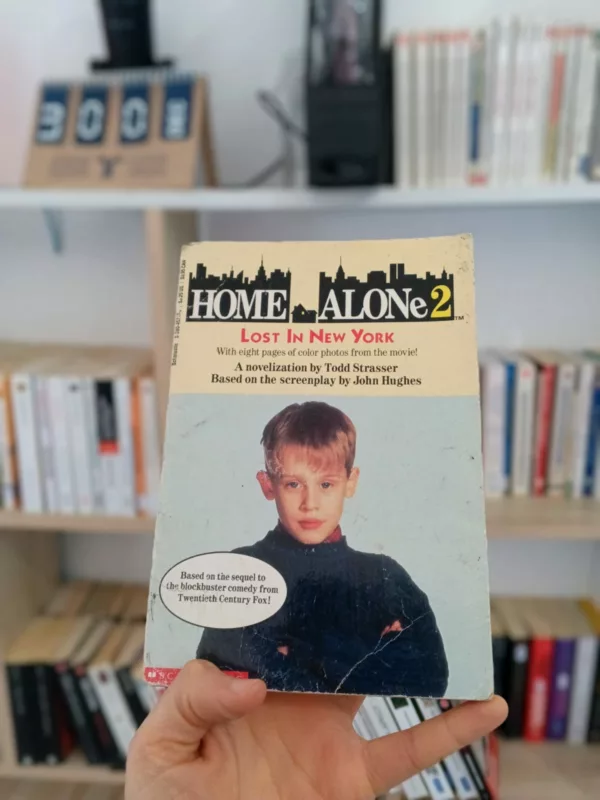 HOME ALONe 2 ™
LOST IN NEW YORK
With eight pages of color photos from the movie!
A novelization by Todd Strasser
Based on the screenplay by John Hughes
Based on the sequel to
the blockbuster comedy from
Twentieth Century Fox!